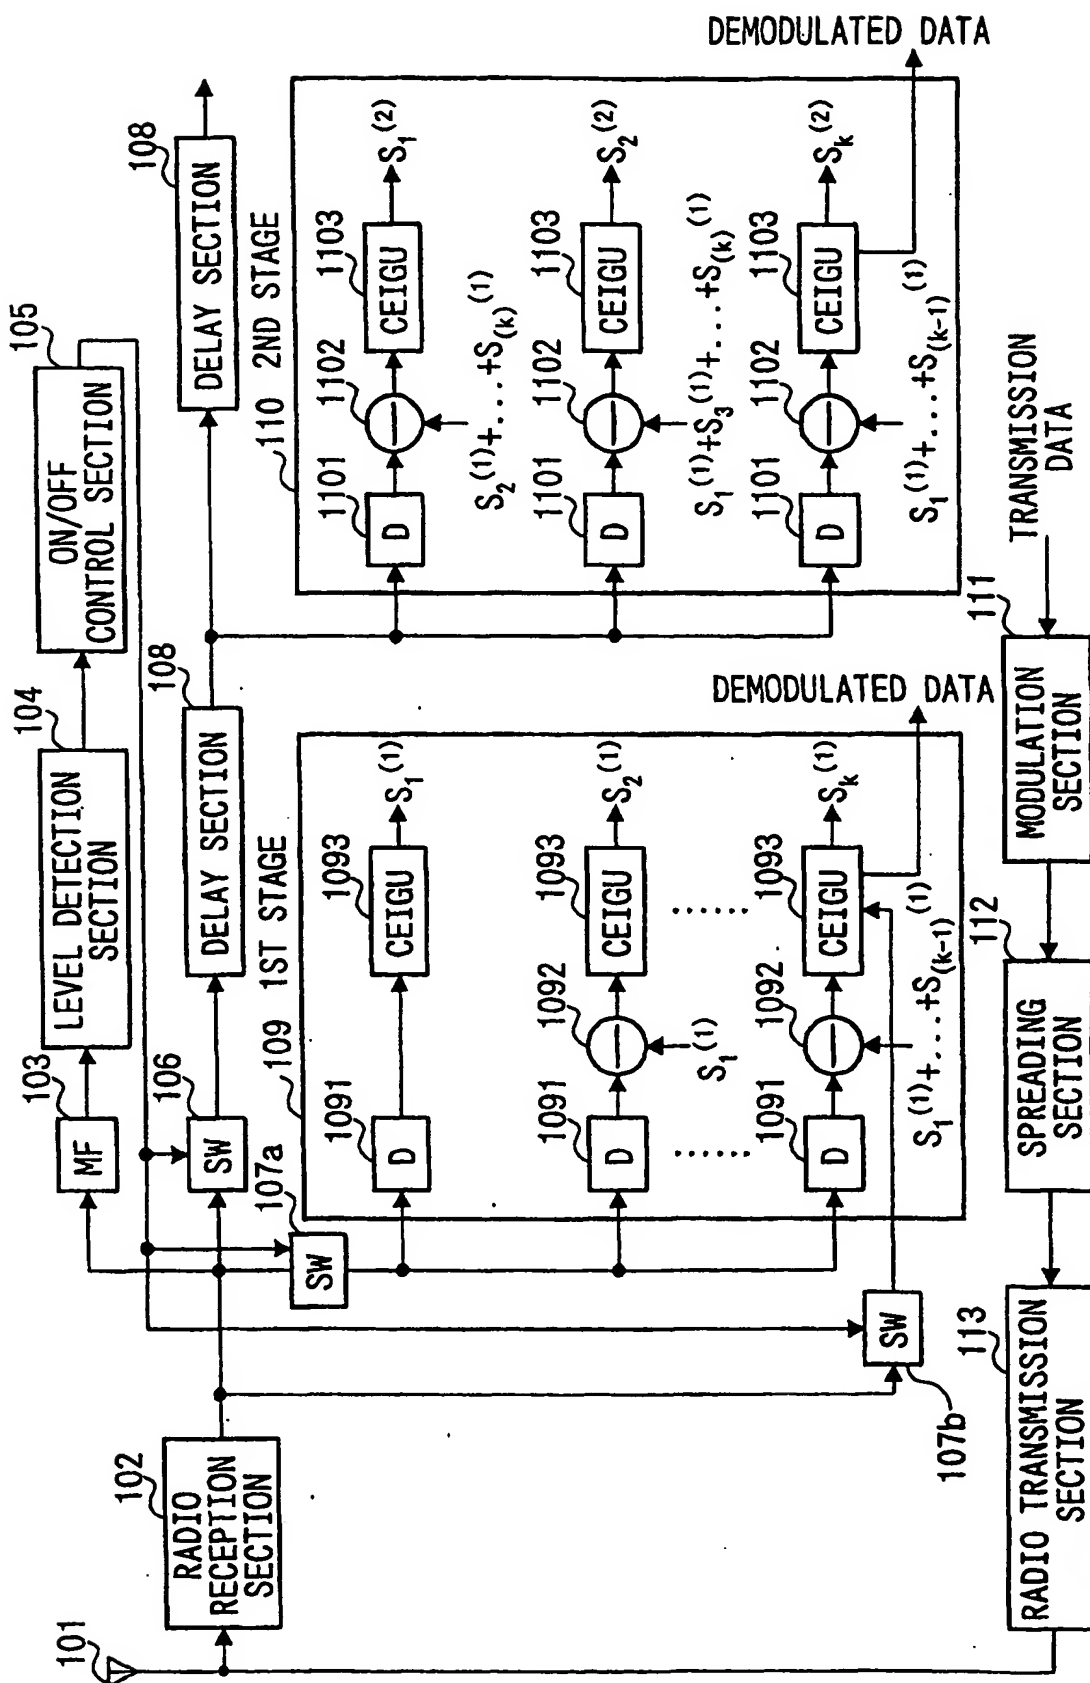 101
102
RADIO
RECEPTION
SECTION
103
MF
104
LEVEL DETECTION
SECTION
105
ON/OFF
CONTROL SECTION
106
SW
107a
SW
107b
SW
108
DELAY SECTION
108
DELAY SECTION
109 1ST STAGE
1091
D
1093
CEIGU
S₁⁽¹⁾
1091
D
1092
S₁⁽¹⁾
1093
CEIGU
S₂⁽¹⁾
......
......
1091
D
1092
S₁⁽¹⁾+....+S₍ₖ₋₁₎⁽¹⁾
1093
CEIGU
Sₖ⁽¹⁾
DEMODULATED DATA
110 2ND STAGE
1101
D
1102
S₂⁽¹⁾+....+S₍ₖ₎⁽¹⁾
1103
CEIGU
S₁⁽²⁾
1101
D
1102
S₁⁽¹⁾+S₃⁽¹⁾+....+S₍ₖ₎⁽¹⁾
1103
CEIGU
S₂⁽²⁾
1101
D
1102
S₁⁽¹⁾+....+S₍ₖ₋₁₎⁽¹⁾
1103
CEIGU
Sₖ⁽²⁾
DEMODULATED DATA
TRANSMISSION
DATA
111
MODULATION
SECTION
112
SPREADING
SECTION
113
RADIO TRANSMISSION
SECTION